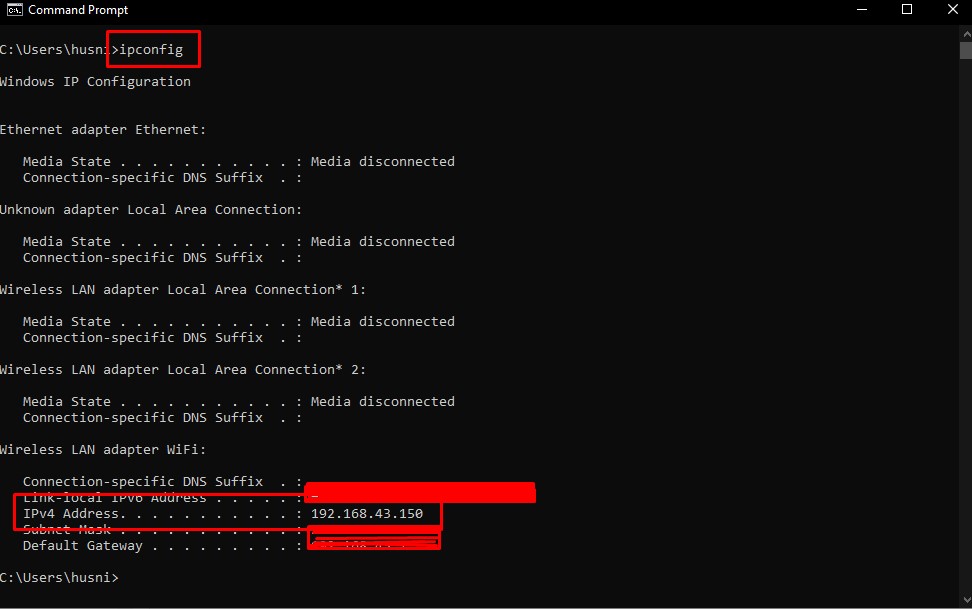 Command Prompt
C:\Users\husni>ipconfig
Windows IP Configuration
Ethernet adapter Ethernet:
Media State . . . . . . . . . . . : Media disconnected
Connection-specific DNS Suffix  . :
Unknown adapter Local Area Connection:
Media State . . . . . . . . . . . : Media disconnected
Connection-specific DNS Suffix  . :
Wireless LAN adapter Local Area Connection* 1:
Media State . . . . . . . . . . . : Media disconnected
Connection-specific DNS Suffix  . :
Wireless LAN adapter Local Area Connection* 2:
Media State . . . . . . . . . . . : Media disconnected
Connection-specific DNS Suffix  . :
Wireless LAN adapter WiFi:
Connection-specific DNS Suffix  . :
Link-local IPv6 Address . . . . . :
IPv4 Address. . . . . . . . . . . : 192.168.43.150
Subnet Mask . . . . . . . . . . . :
Default Gateway . . . . . . . . . :
C:\Users\husni>